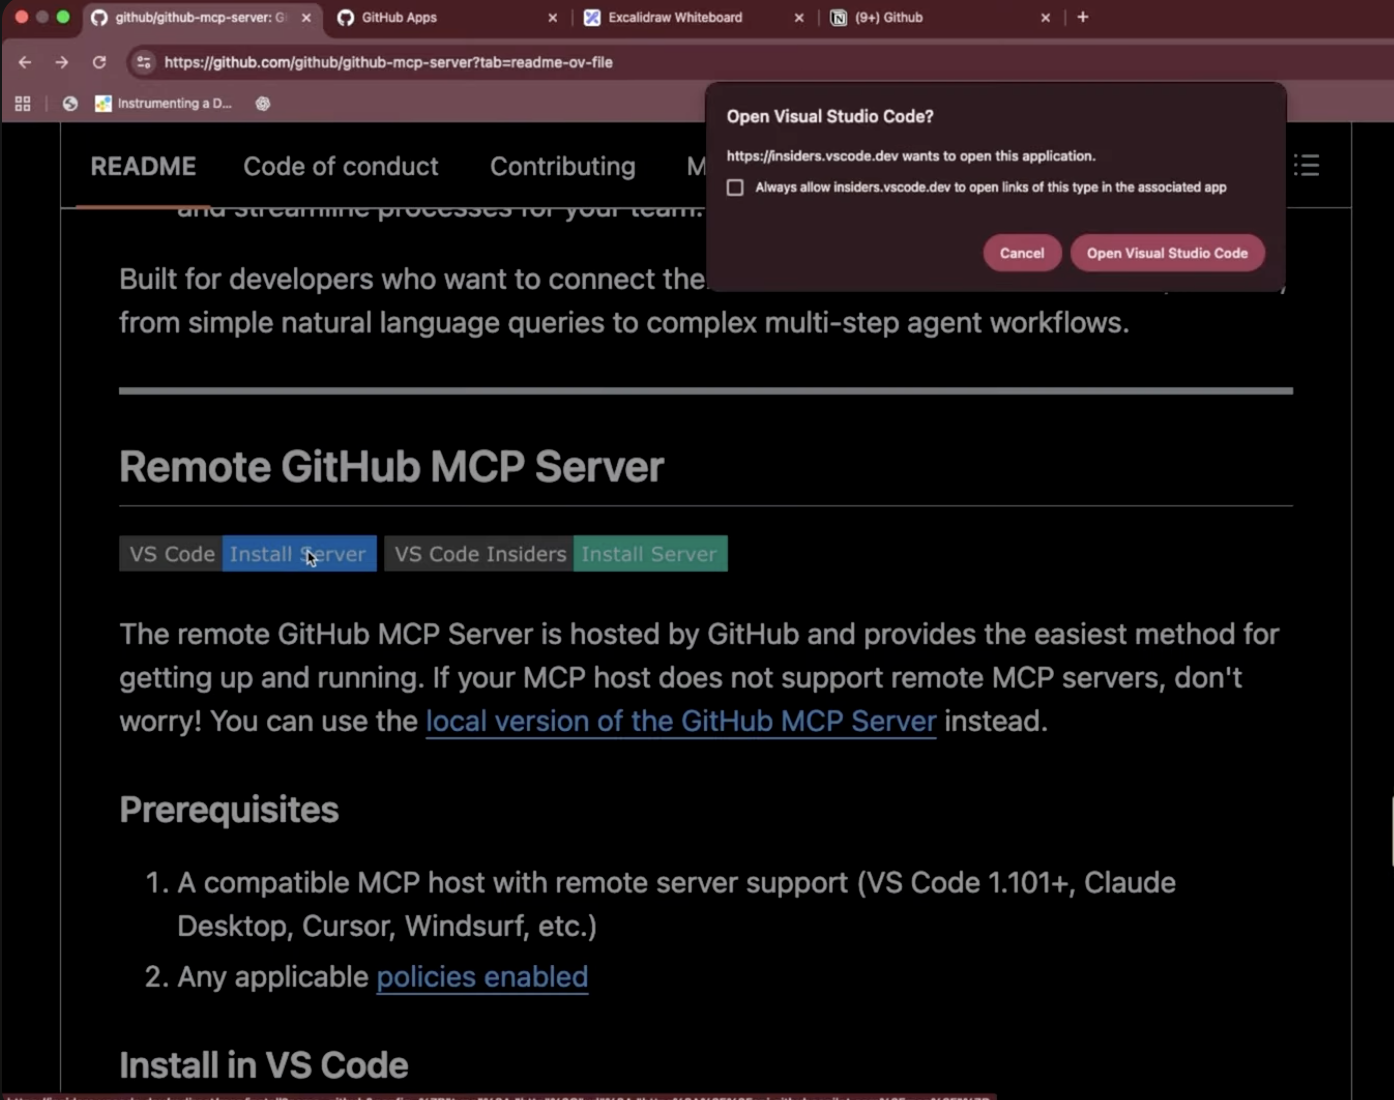 github/github-mcp-server: G
GitHub Apps
Excalidraw Whiteboard
(9+) Github
https://github.com/github/github-mcp-server?tab=readme-ov-file
Instrumenting a D...
Open Visual Studio Code?
https://insiders.vscode.dev wants to open this application.
Always allow insiders.vscode.dev to open links of this type in the associated app
Cancel
Open Visual Studio Code
README
Code of conduct
Contributing
M
and streamline processes for your team.
Built for developers who want to connect the
from simple natural language queries to complex multi-step agent workflows.
Remote GitHub MCP Server
VS Code Install Server VS Code Insiders Install Server
The remote GitHub MCP Server is hosted by GitHub and provides the easiest method for
getting up and running. If your MCP host does not support remote MCP servers, don't
worry! You can use the local version of the GitHub MCP Server instead.
Prerequisites
1. A compatible MCP host with remote server support (VS Code 1.101+, Claude
Desktop, Cursor, Windsurf, etc.)
2. Any applicable policies enabled
Install in VS Code